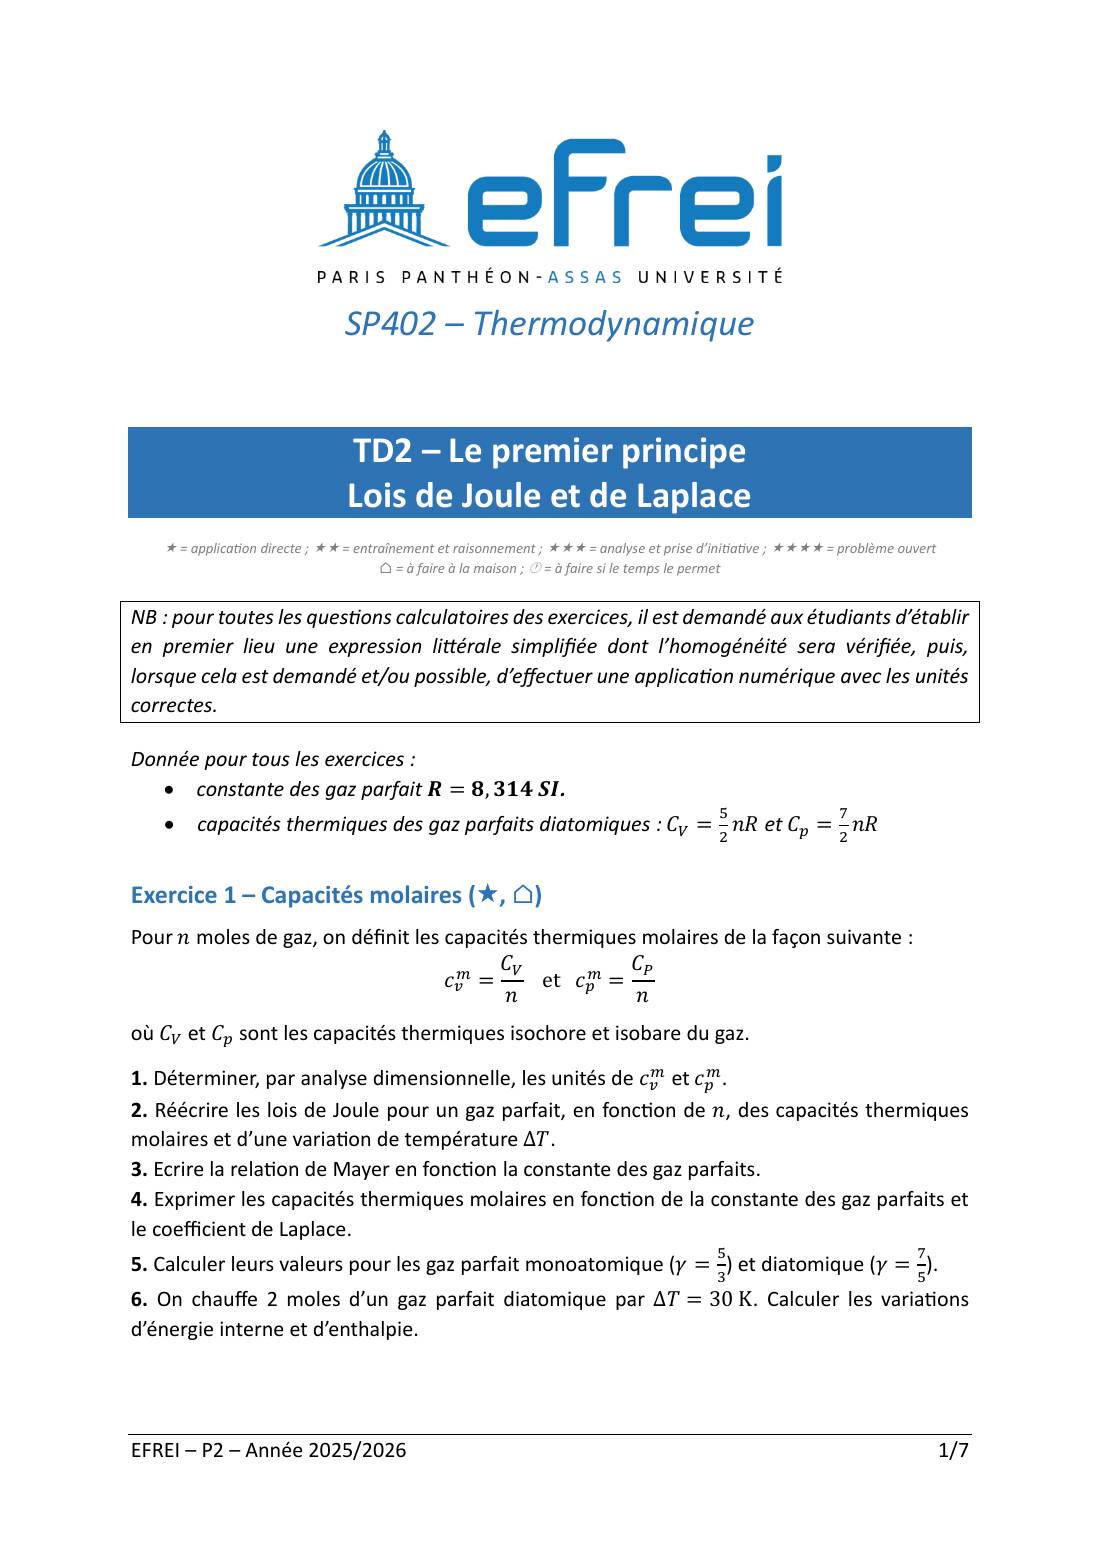 efrei
PARIS PANTHÉON-ASSAS UNIVERSITÉ
SP402 – Thermodynamique
TD2 – Le premier principe
Lois de Joule et de Laplace
★ = application directe ; ★★ = entraînement et raisonnement ; ★★★ = analyse et prise d’initiative ; ★★★★ = problème ouvert
⌂ = à faire à la maison ; 🕐 = à faire si le temps le permet
NB : pour toutes les questions calculatoires des exercices, il est demandé aux étudiants d’établir
en premier lieu une expression littérale simplifiée dont l’homogénéité sera vérifiée, puis,
lorsque cela est demandé et/ou possible, d’effectuer une application numérique avec les unités
correctes.
Donnée pour tous les exercices :
• constante des gaz parfait R = 8,314 SI.
• capacités thermiques des gaz parfaits diatomiques : C_V = 5/2 nR et C_p = 7/2 nR
Exercice 1 – Capacités molaires (★, ⌂)
Pour n moles de gaz, on définit les capacités thermiques molaires de la façon suivante :
c_v^m = C_V/n et c_p^m = C_P/n
où C_V et C_p sont les capacités thermiques isochore et isobare du gaz.
1. Déterminer, par analyse dimensionnelle, les unités de c_v^m et c_p^m.
2. Réécrire les lois de Joule pour un gaz parfait, en fonction de n, des capacités thermiques
molaires et d’une variation de température ΔT.
3. Ecrire la relation de Mayer en fonction la constante des gaz parfaits.
4. Exprimer les capacités thermiques molaires en fonction de la constante des gaz parfaits et
le coefficient de Laplace.
5. Calculer leurs valeurs pour les gaz parfait monoatomique (γ = 5/3) et diatomique (γ = 7/5).
6. On chauffe 2 moles d’un gaz parfait diatomique par ΔT = 30 K. Calculer les variations
d’énergie interne et d’enthalpie.
EFREI – P2 – Année 2025/2026 1/7